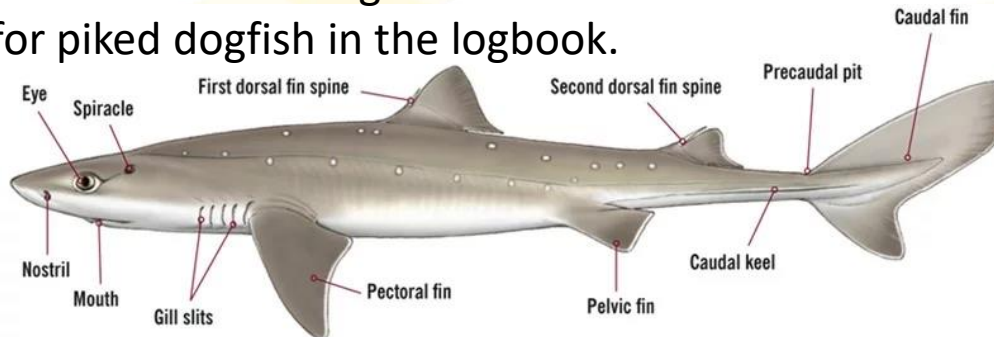 for piked dogfish in the logbook.
Caudal fin
Precaudal pit
First dorsal fin spine
Second dorsal fin spine
Eye
Spiracle
Nostril
Mouth
Gill slits
Pectoral fin
Pelvic fin
Caudal keel